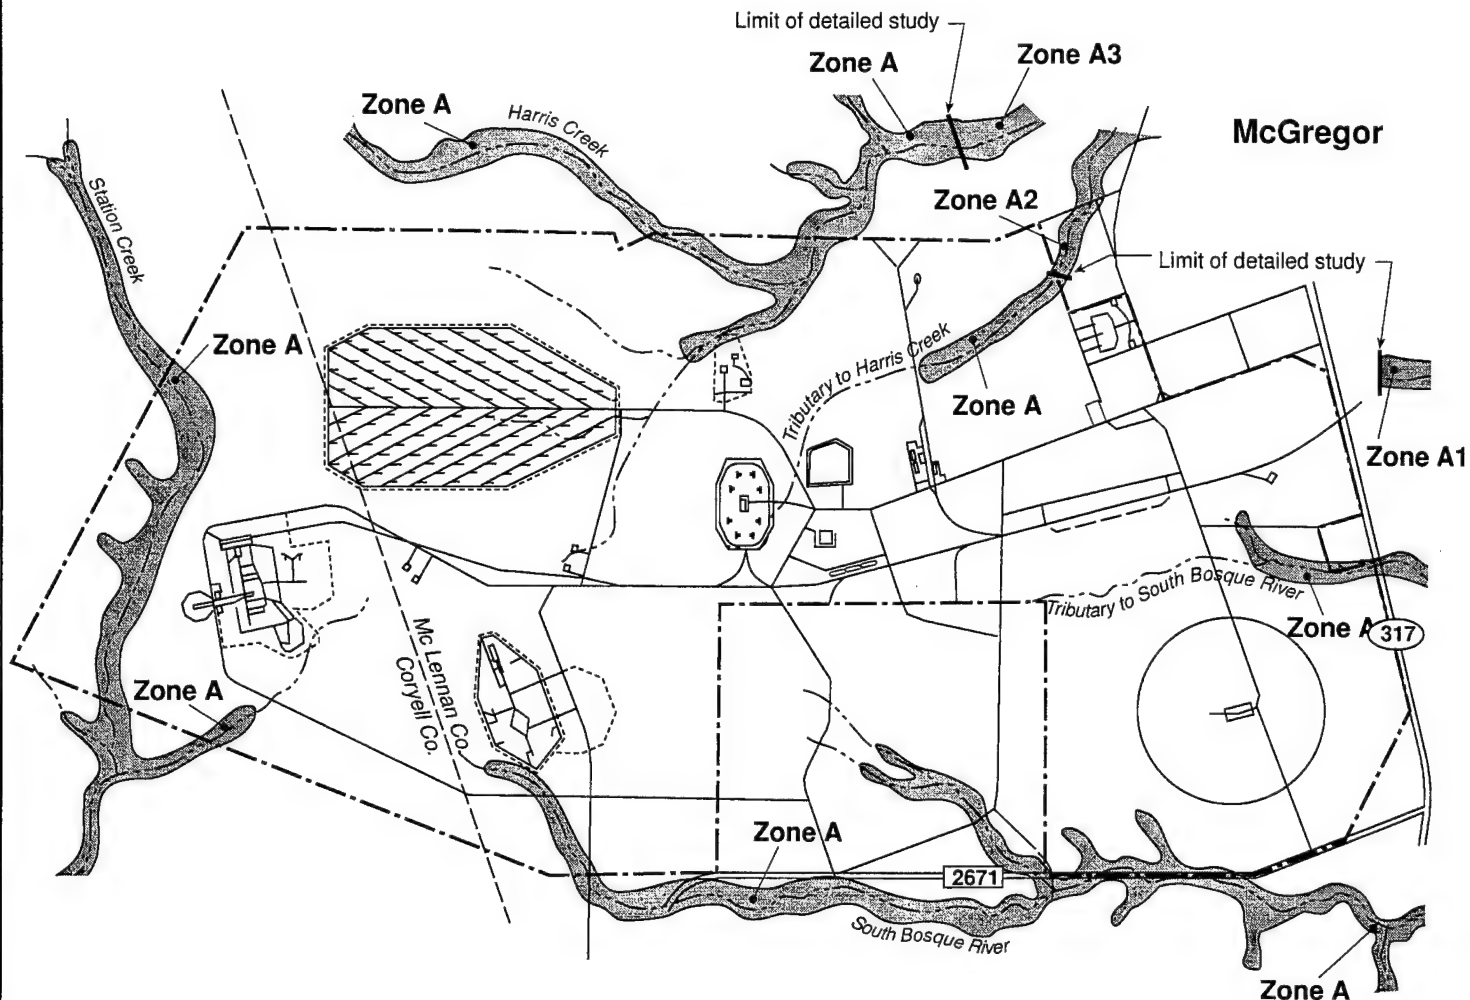 Limit of detailed study
Zone A
Zone A3
Zone A
Harris Creek
McGregor
Station Creek
Zone A2
Limit of detailed study
Zone A
Tributary to Harris Creek
Zone A
Zone A1
Tributary to South Bosque River
Zone A
317
Mc Lennan Co.
Coryell Co.
Zone A
Zone A
2671
South Bosque River
Zone A